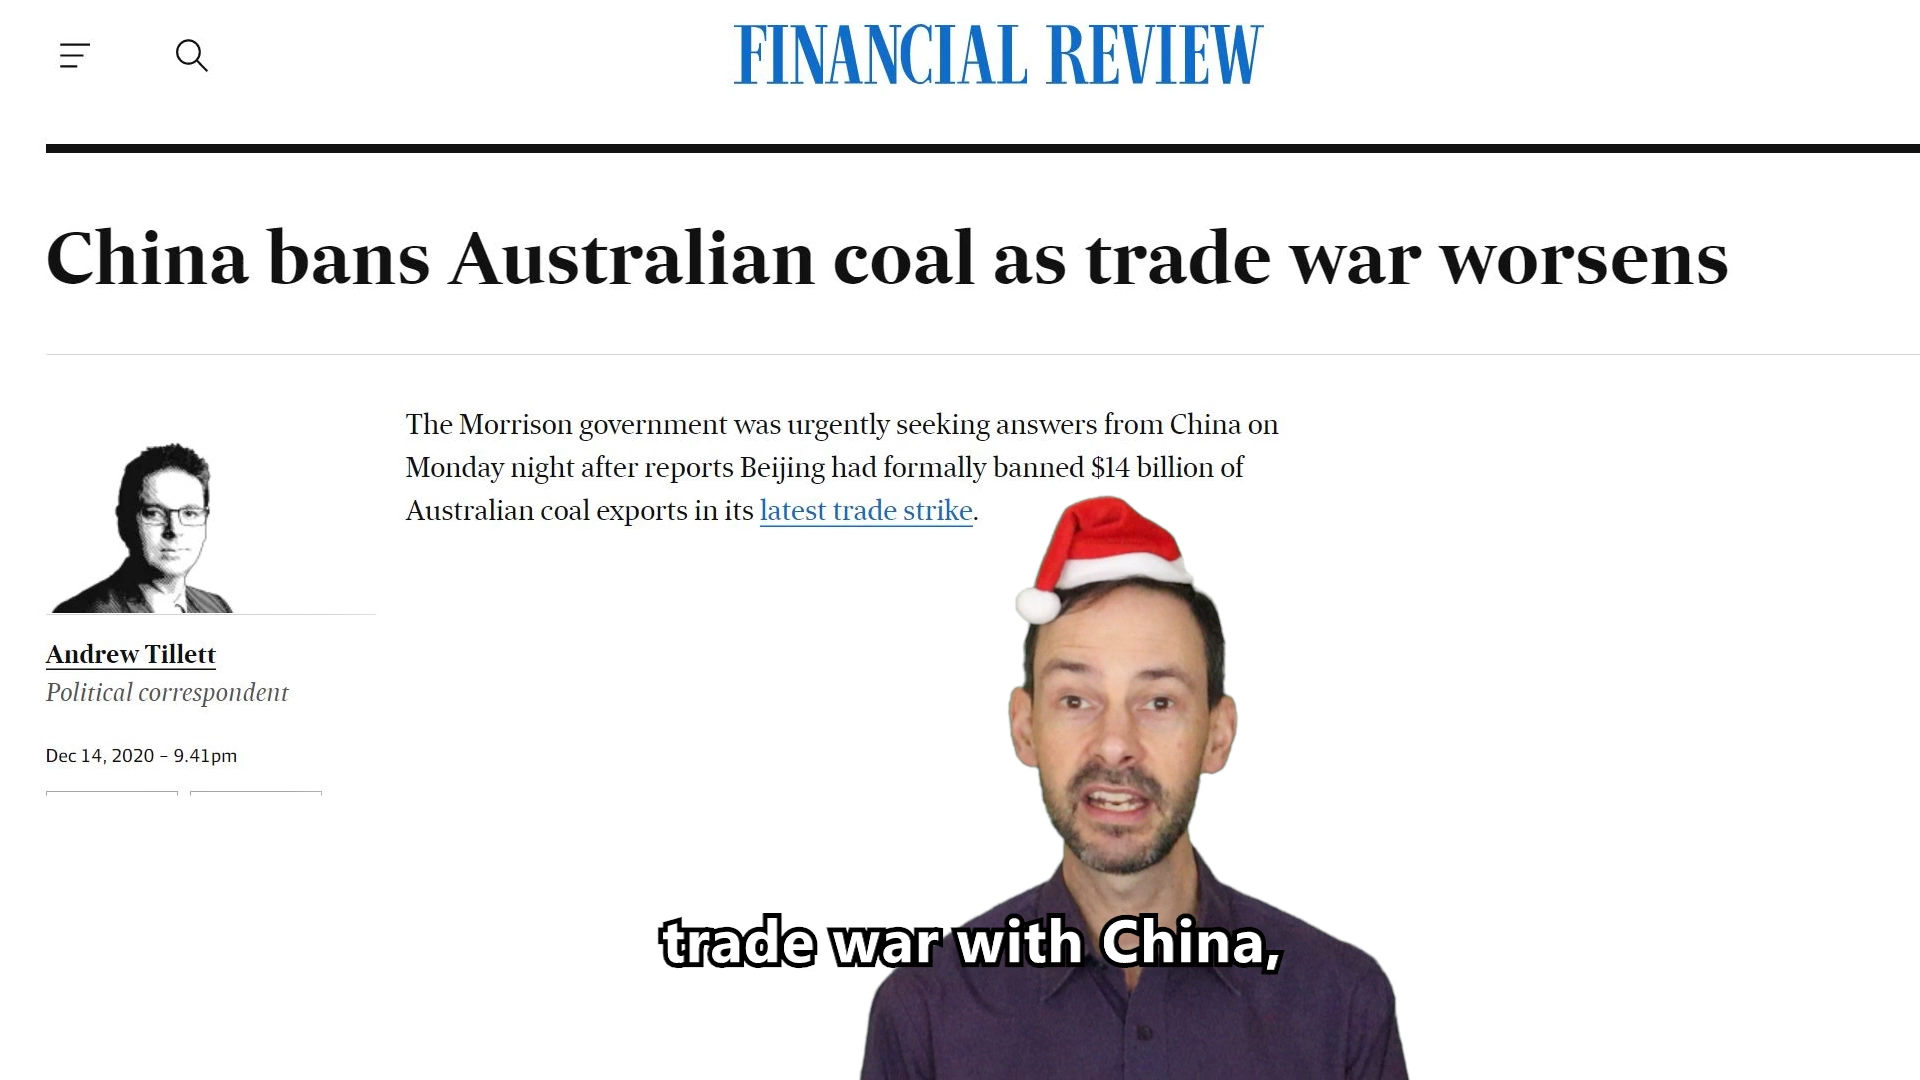 FINANCIAL REVIEW
China bans Australian coal as trade war worsens
The Morrison government was urgently seeking answers from China on
Monday night after reports Beijing had formally banned $14 billion of
Australian coal exports in its latest trade strike.
Andrew Tillett
Political correspondent
Dec 14, 2020 – 9.41pm
trade war with China,